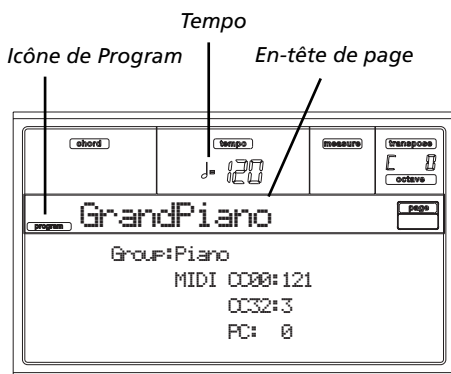 Tempo
Icône de Program
En-tête de page
chord
tempo
measure
transpose
♩= 120
C 0
octave
program
GrandPiano
page
Group:Piano
MIDI CC00:121
CC32:3
PC: 0